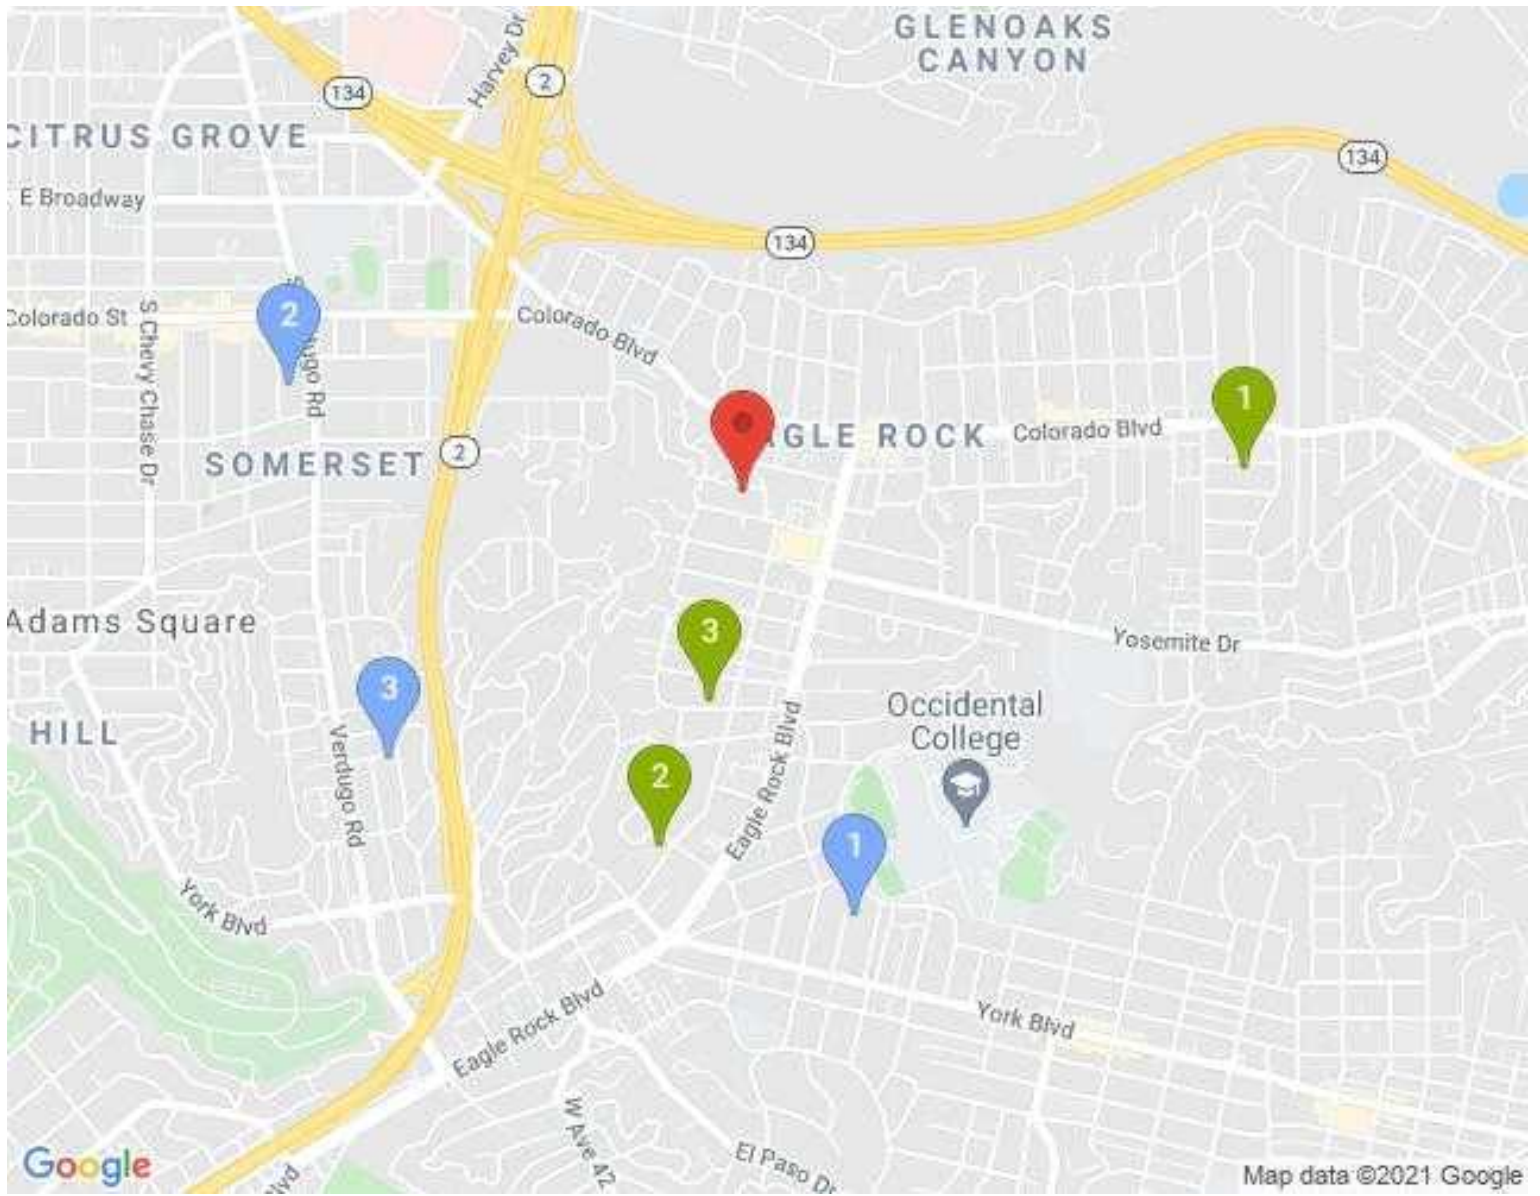 GLENOAKS
CANYON
Harvey Dr
2
134
CITRUS GROVE
134
E Broadway
134
S
2
Colorado St
S Chevy Chase Dr
Colorado Blvd
1
dugo Rd
EAGLE ROCK
Colorado Blvd
SOMERSET
2
Adams Square
3
Yosemite Dr
3
Occidental
College
HILL
Verdugo Rd
2
Eagle Rock Blvd
1
York Blvd
York Blvd
Eagle Rock Blvd
W Ave 42
El Paso Dr
Google
Blvd
Map data ©2021 Google